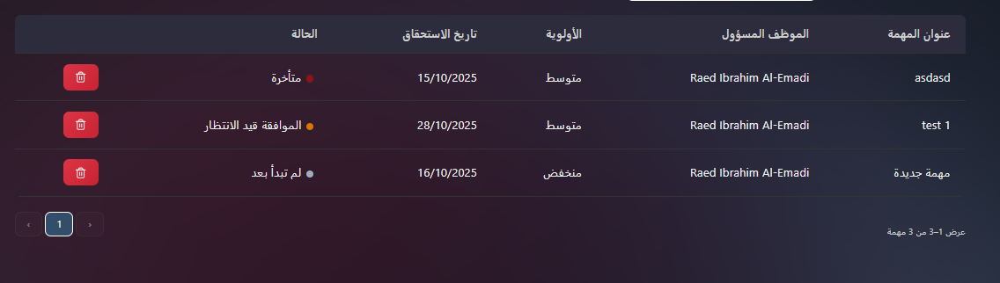 عنوان المهمة الموظف المسؤول الأولوية تاريخ الاستحقاق الحالة
asdasd Raed Ibrahim Al-Emadi متوسط 15/10/2025 متأخرة
test 1 Raed Ibrahim Al-Emadi متوسط 28/10/2025 الموافقة قيد الانتظار
مهمة جديدة Raed Ibrahim Al-Emadi منخفض 16/10/2025 لم تبدأ بعد
عرض 1–3 من 3 مهمة
› 1 ‹